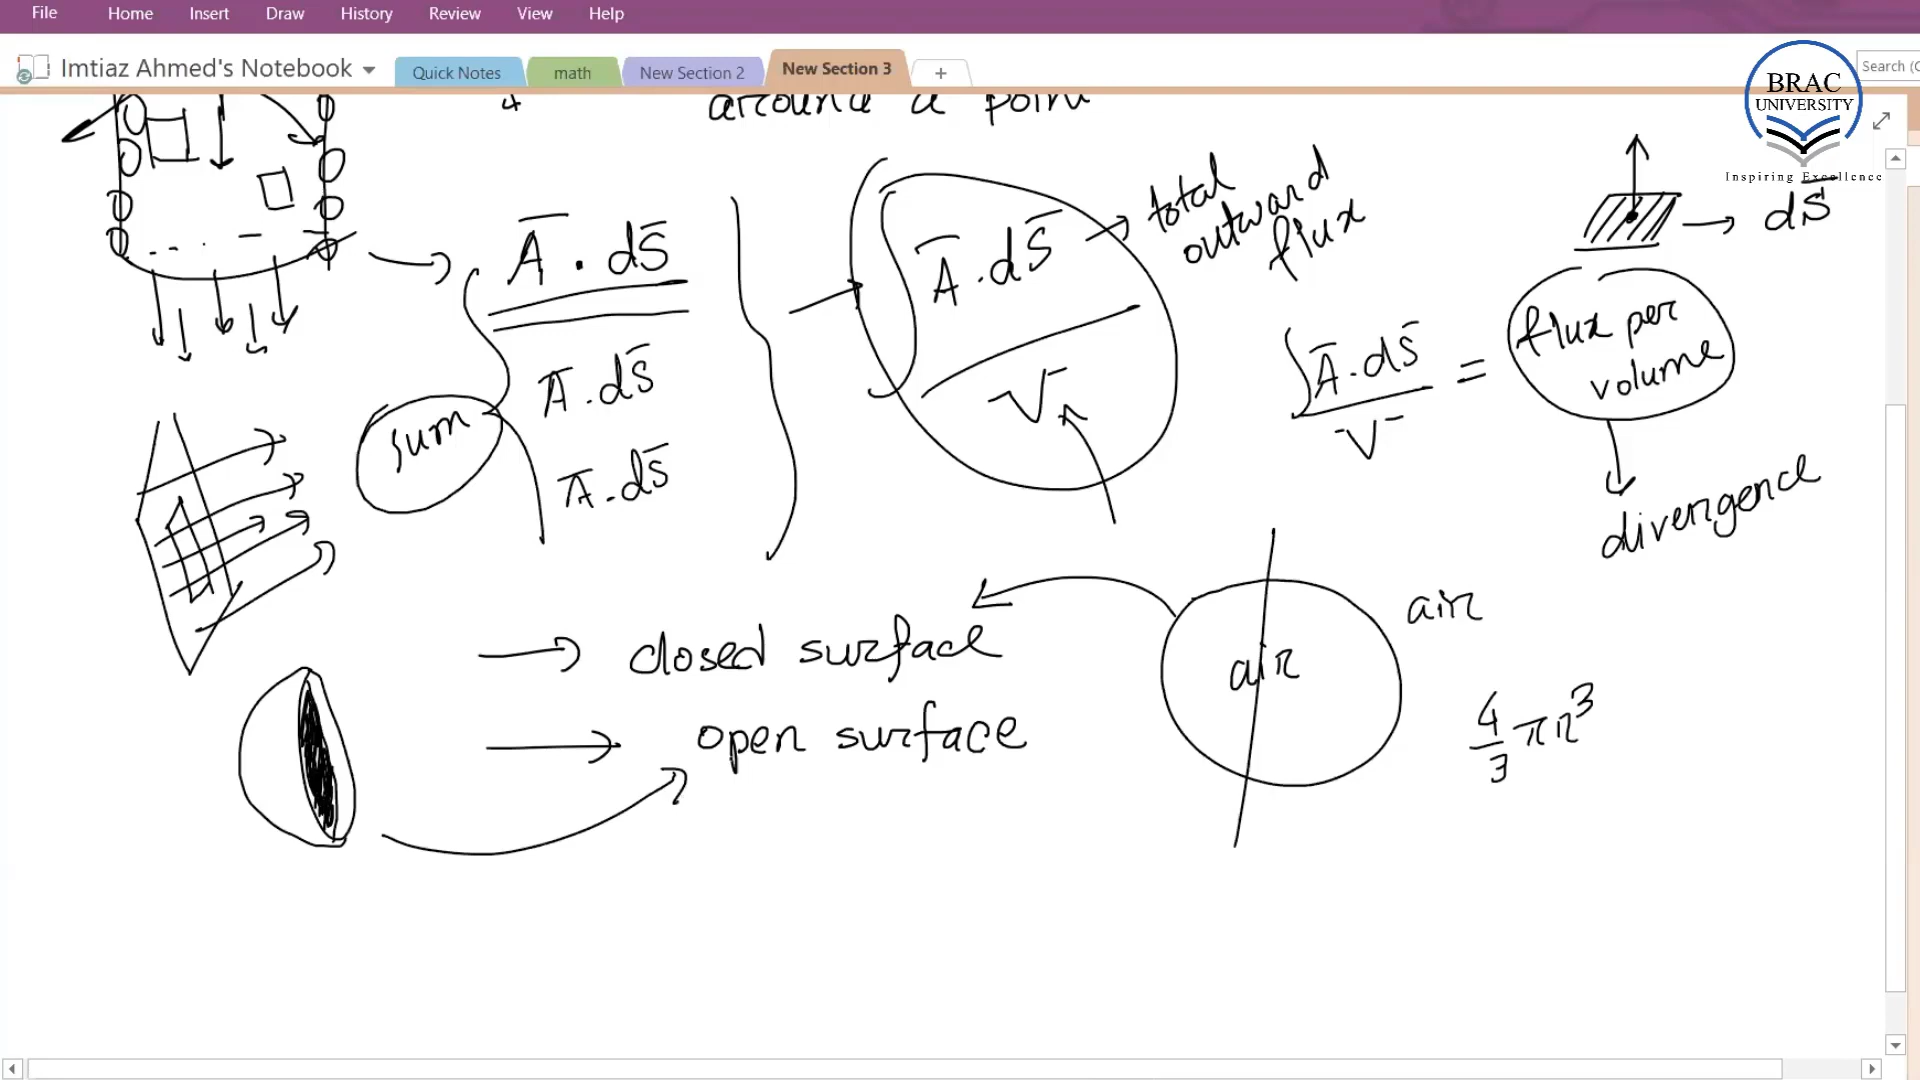 File Home Insert Draw History Review View Help
Imtiaz Ahmed's Notebook
Quick Notes math New Section 2 New Section 3 +
Search (C
BRAC
UNIVERSITY
Inspiring Excellence
around a point
A̅ . dS̅
A̅ . dS̅
A̅ . dS̅
sum
A̅ . dS̅
V
total
outward
flux
dS̅
∫A̅ . dS̅ / V =
flux per
volume
divergence
closed surface
open surface
air
air
4/3 πr³